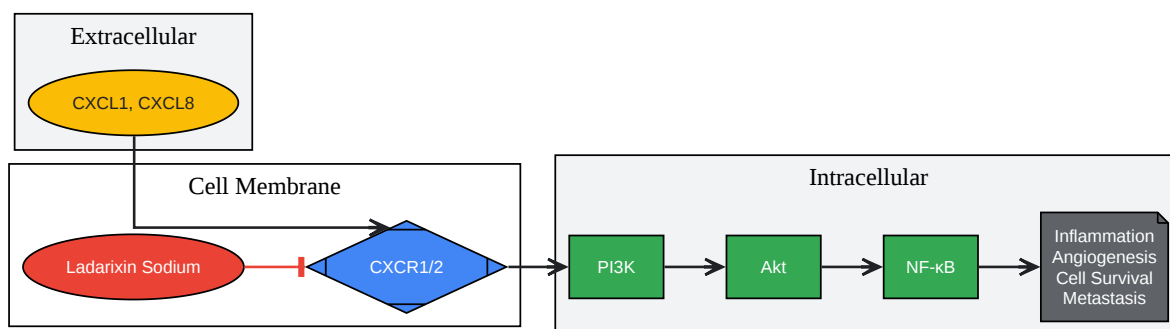 Extracellular
CXCL1, CXCL8
Cell Membrane
Ladarixin Sodium
CXCR1/2
Intracellular
PI3K
Akt
NF-κB
Inflammation
Angiogenesis
Cell Survival
Metastasis